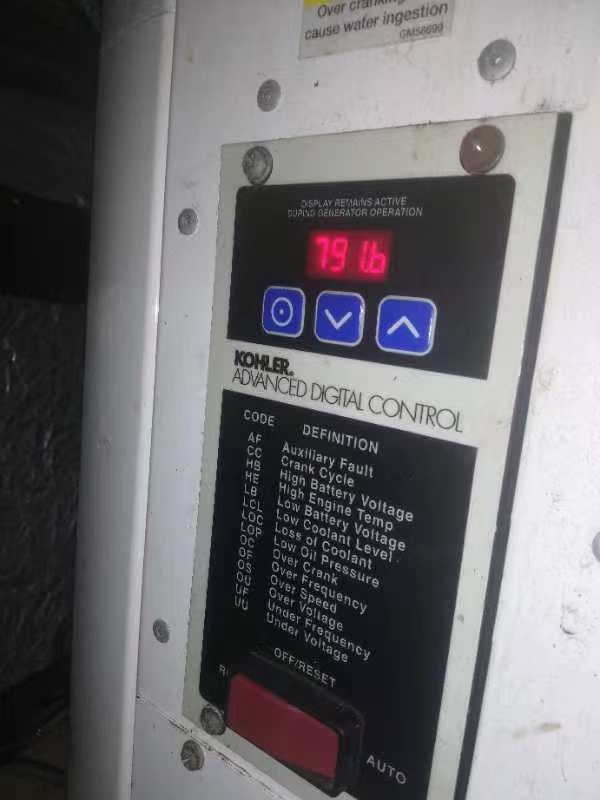 Over cranking
cause water ingestion
GM58699
DISPLAY REMAINS ACTIVE
DURING GENERATOR OPERATION
791.6
KOHLER®
ADVANCED DIGITAL CONTROL
CODE DEFINITION
AF Auxiliary Fault
CC Crank Cycle
HB High Battery Voltage
HE High Engine Temp
LB Low Battery Voltage
LCL Low Coolant Level
LOC Loss of Coolant
LOP Low Oil Pressure
OC Over Crank
OF Over Frequency
OS Over Speed
OU Over Voltage
UF Under Frequency
UU Under Voltage
OFF/RESET
AUTO